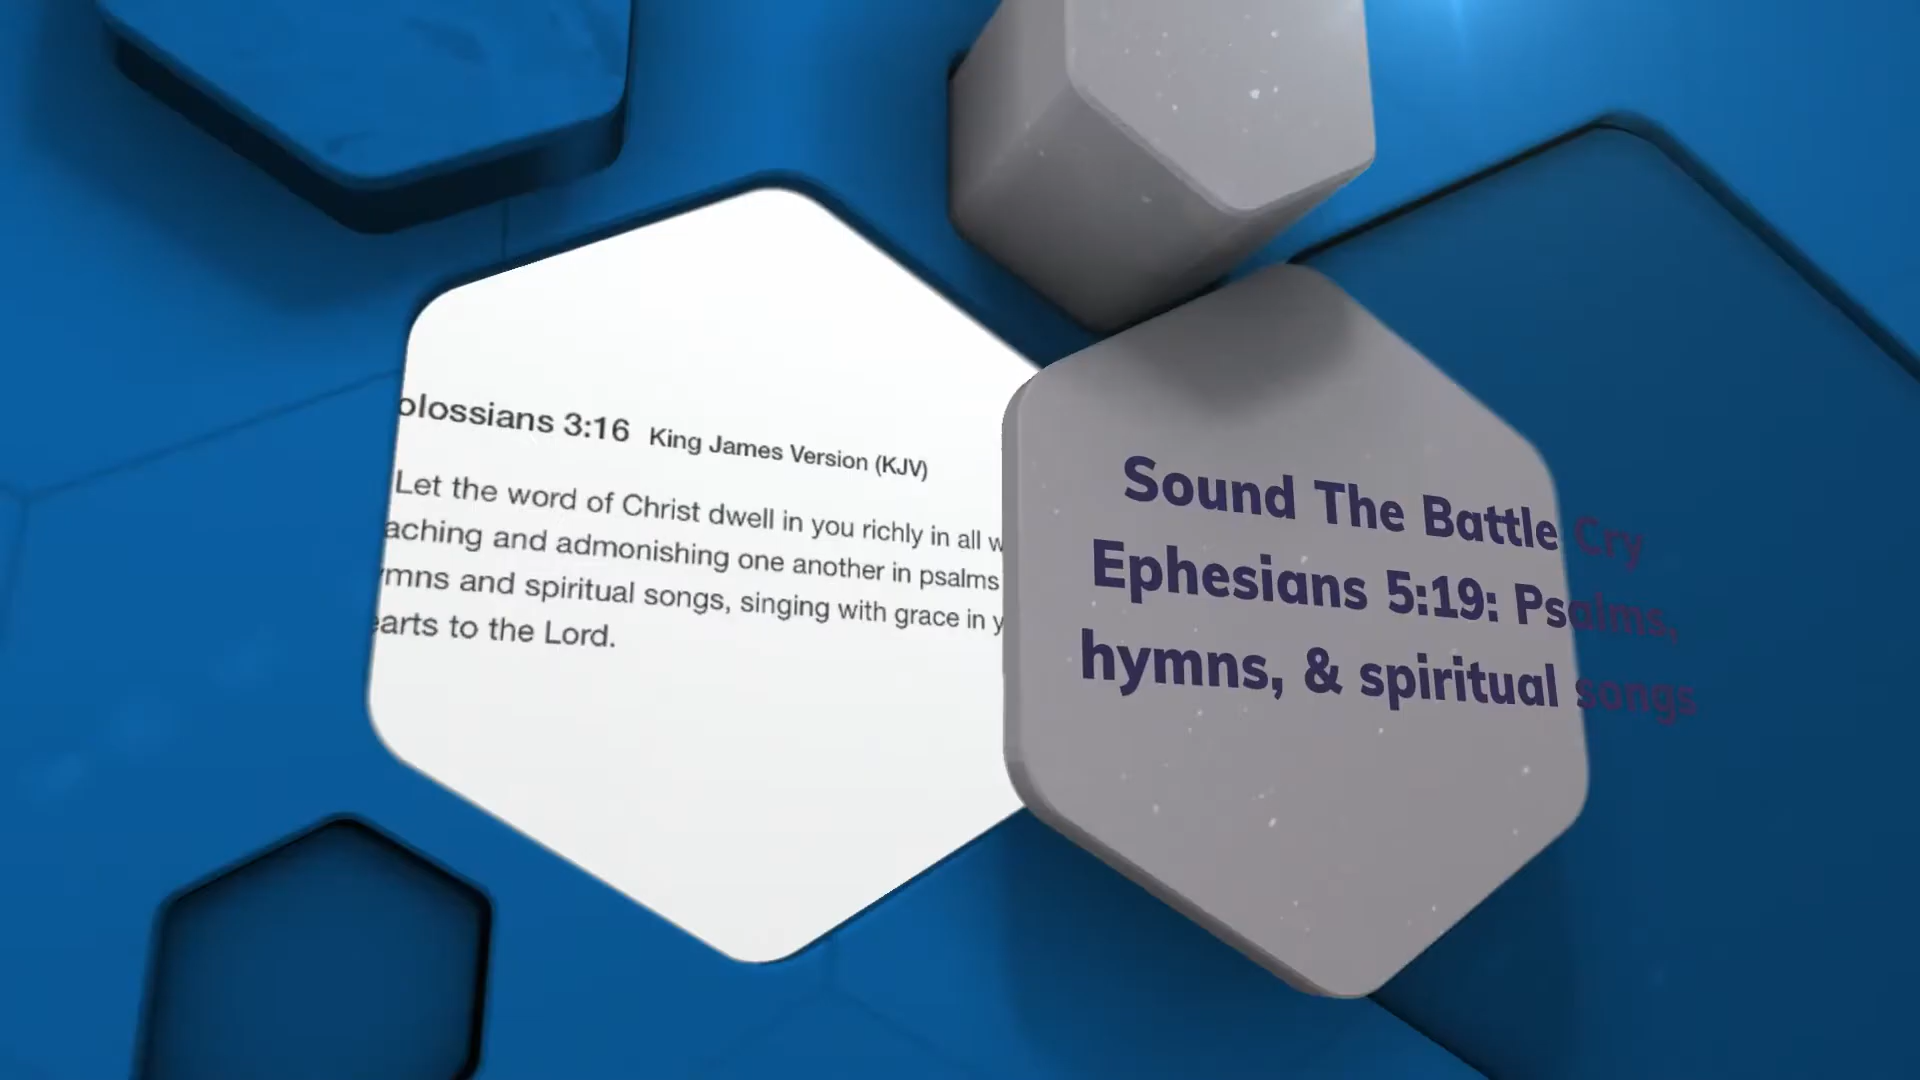 olossians 3:16 King James Version (KJV)
Let the word of Christ dwell in you richly in all w
aching and admonishing one another in psalms
mns and spiritual songs, singing with grace in y
earts to the Lord.
Sound The Battle Cry
Ephesians 5:19: Psalms,
hymns, & spiritual songs